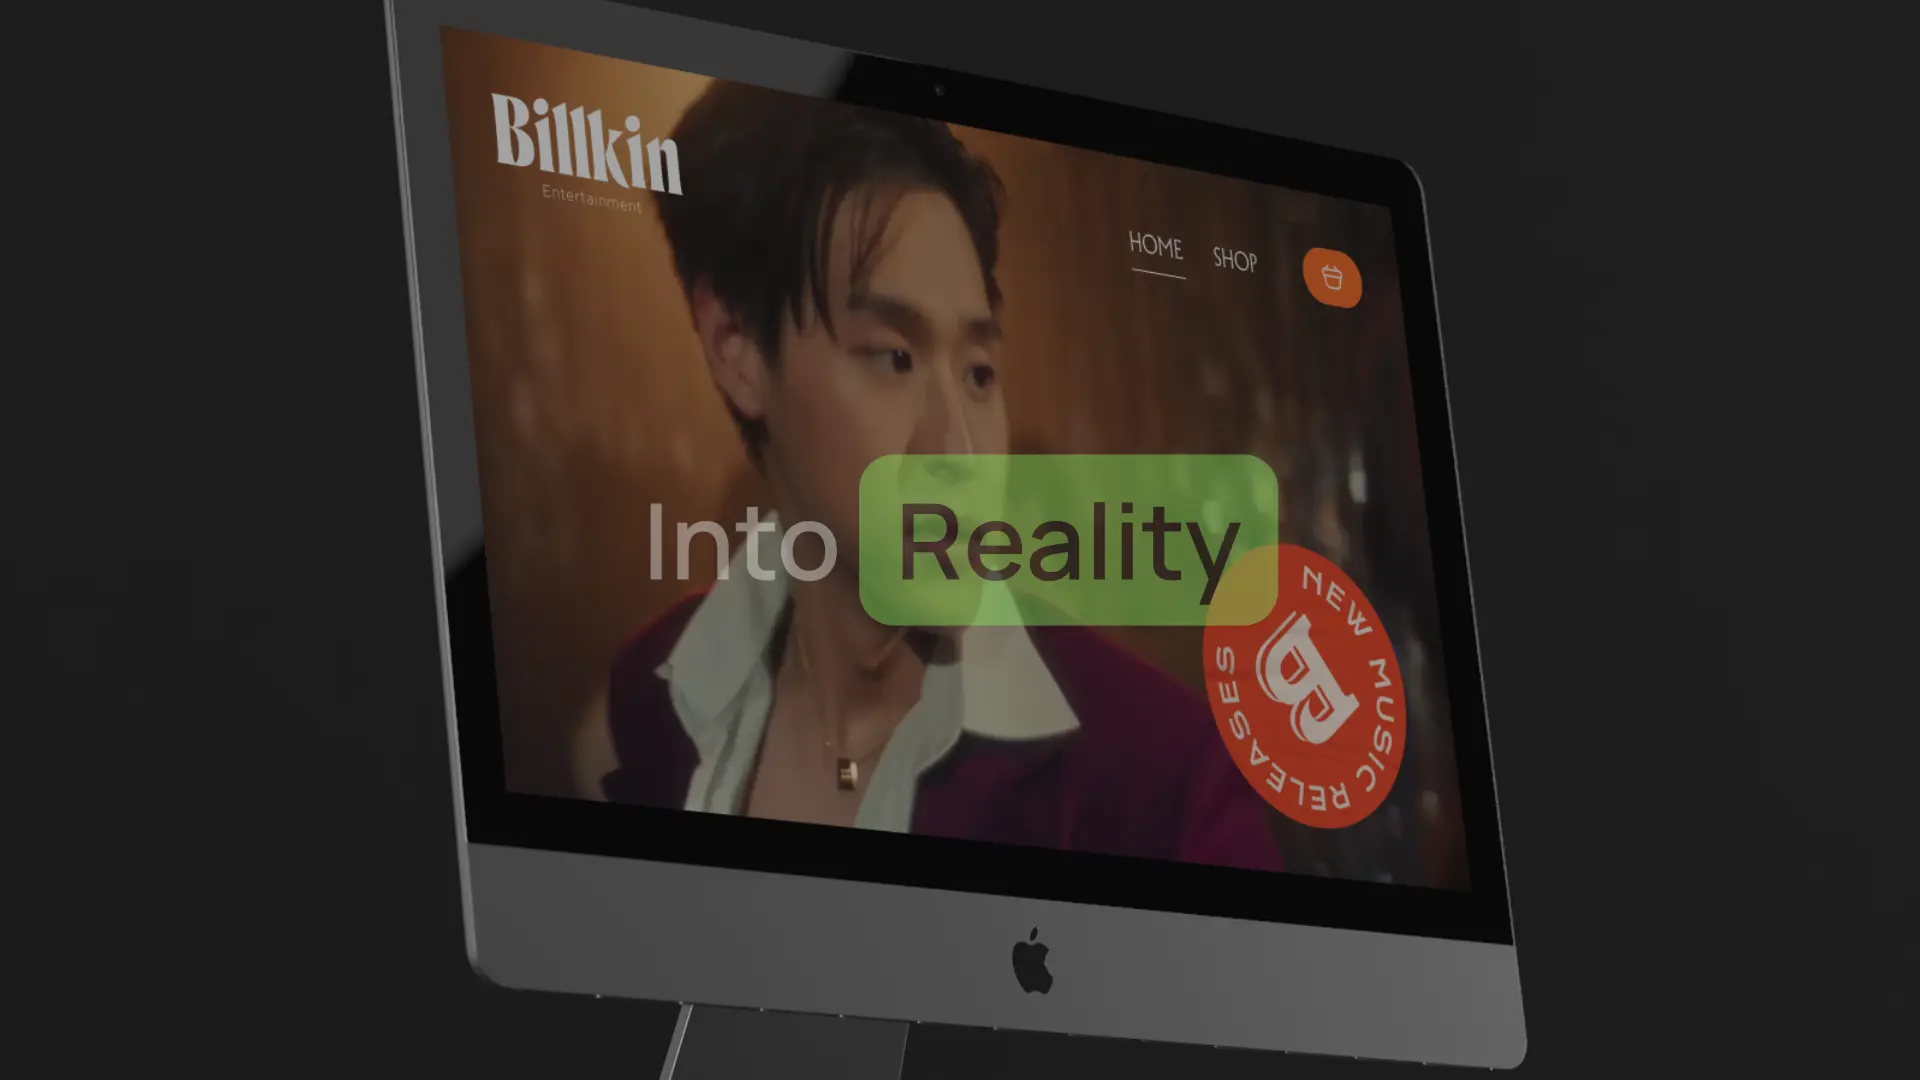 Billkin
Entertainment
HOME
SHOP
Into Reality
NEW MUSIC RELEASES
B